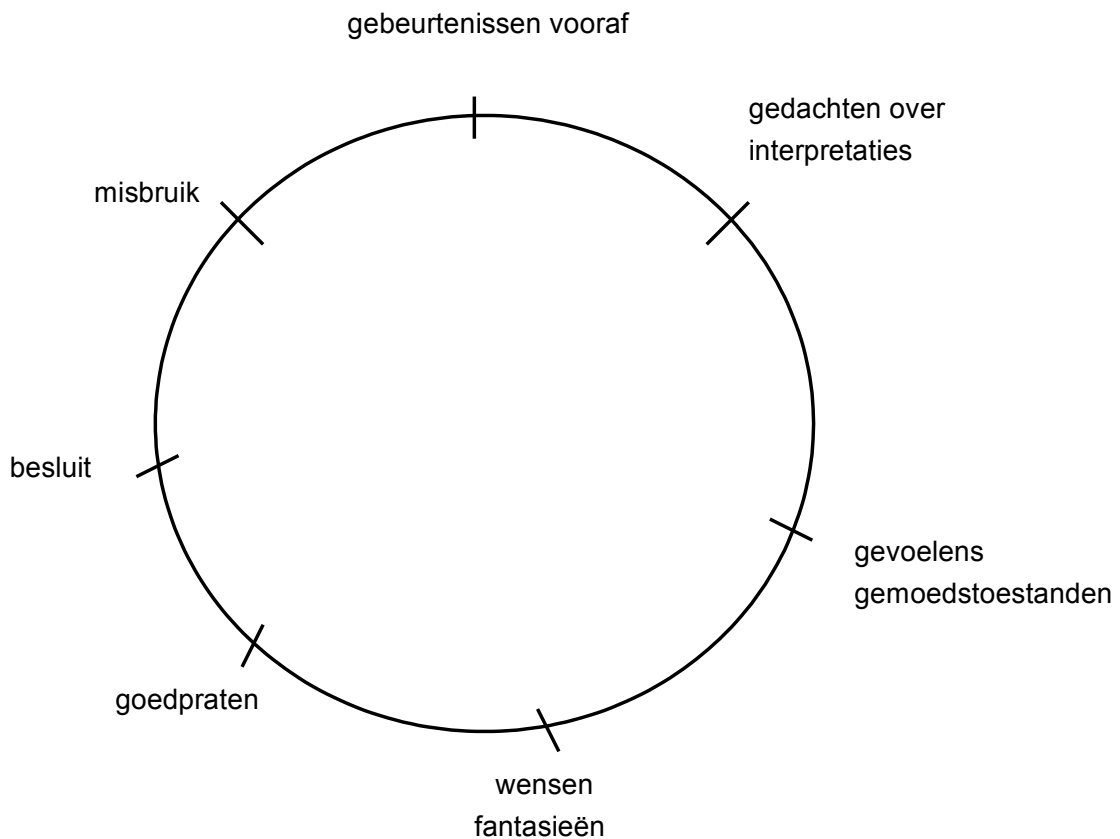 gebeurtenissen vooraf
gedachten over
interpretaties
gevoelens
gemoedstoestanden
wensen
fantasieën
goedpraten
besluit
misbruik